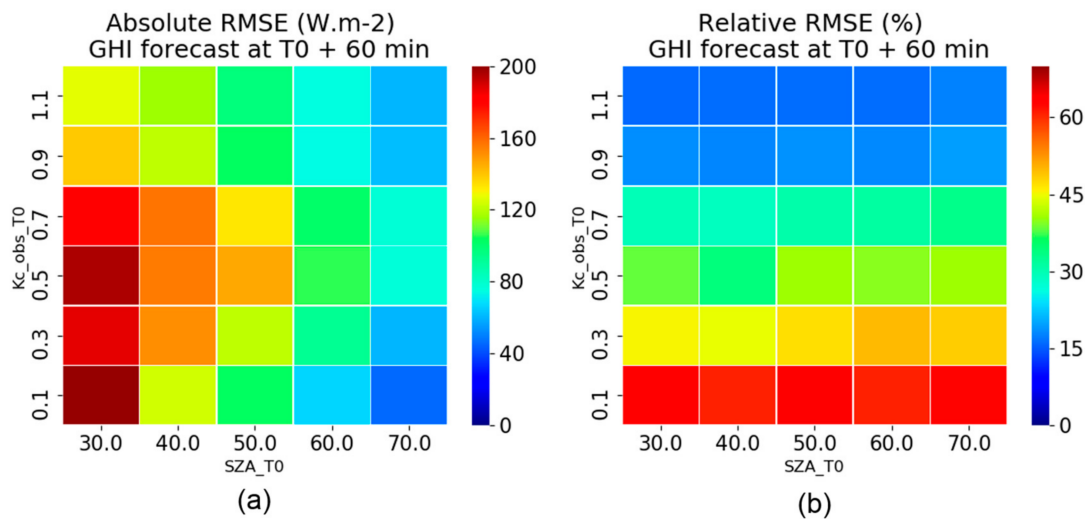 Absolute RMSE (W.m-2)
GHI forecast at T0 + 60 min
Kc_obs_T0
1.1
0.9
0.7
0.5
0.3
0.1
30.0 40.0 50.0 60.0 70.0
SZA_T0
200
160
120
80
40
0
(a)
Relative RMSE (%)
GHI forecast at T0 + 60 min
Kc_obs_T0
1.1
0.9
0.7
0.5
0.3
0.1
30.0 40.0 50.0 60.0 70.0
SZA_T0
60
45
30
15
0
(b)